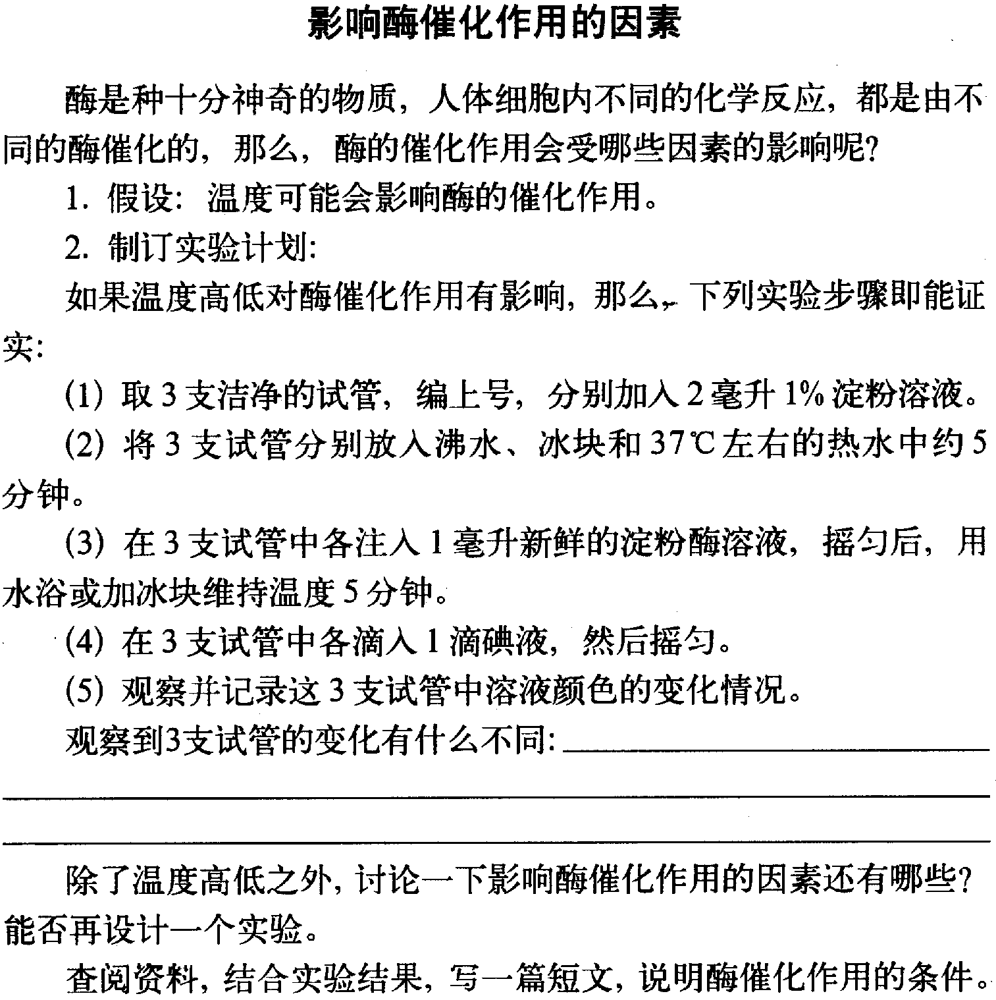 影响酶催化作用的因素
酶是种十分神奇的物质，人体细胞内不同的化学反应，都是由不
同的酶催化的，那么，酶的催化作用会受哪些因素的影响呢？
1. 假设：温度可能会影响酶的催化作用。
2. 制订实验计划：
如果温度高低对酶催化作用有影响，那么，下列实验步骤即能证
实：
(1) 取 3 支洁净的试管，编上号，分别加入 2 毫升 1% 淀粉溶液。
(2) 将 3 支试管分别放入沸水、冰块和 37℃左右的热水中约 5
分钟。
(3) 在 3 支试管中各注入 1 毫升新鲜的淀粉酶溶液，摇匀后，用
水浴或加冰块维持温度 5 分钟。
(4) 在 3 支试管中各滴入 1 滴碘液，然后摇匀。
(5) 观察并记录这 3 支试管中溶液颜色的变化情况。
观察到3支试管的变化有什么不同：
除了温度高低之外，讨论一下影响酶催化作用的因素还有哪些？
能否再设计一个实验。
查阅资料，结合实验结果，写一篇短文，说明酶催化作用的条件。